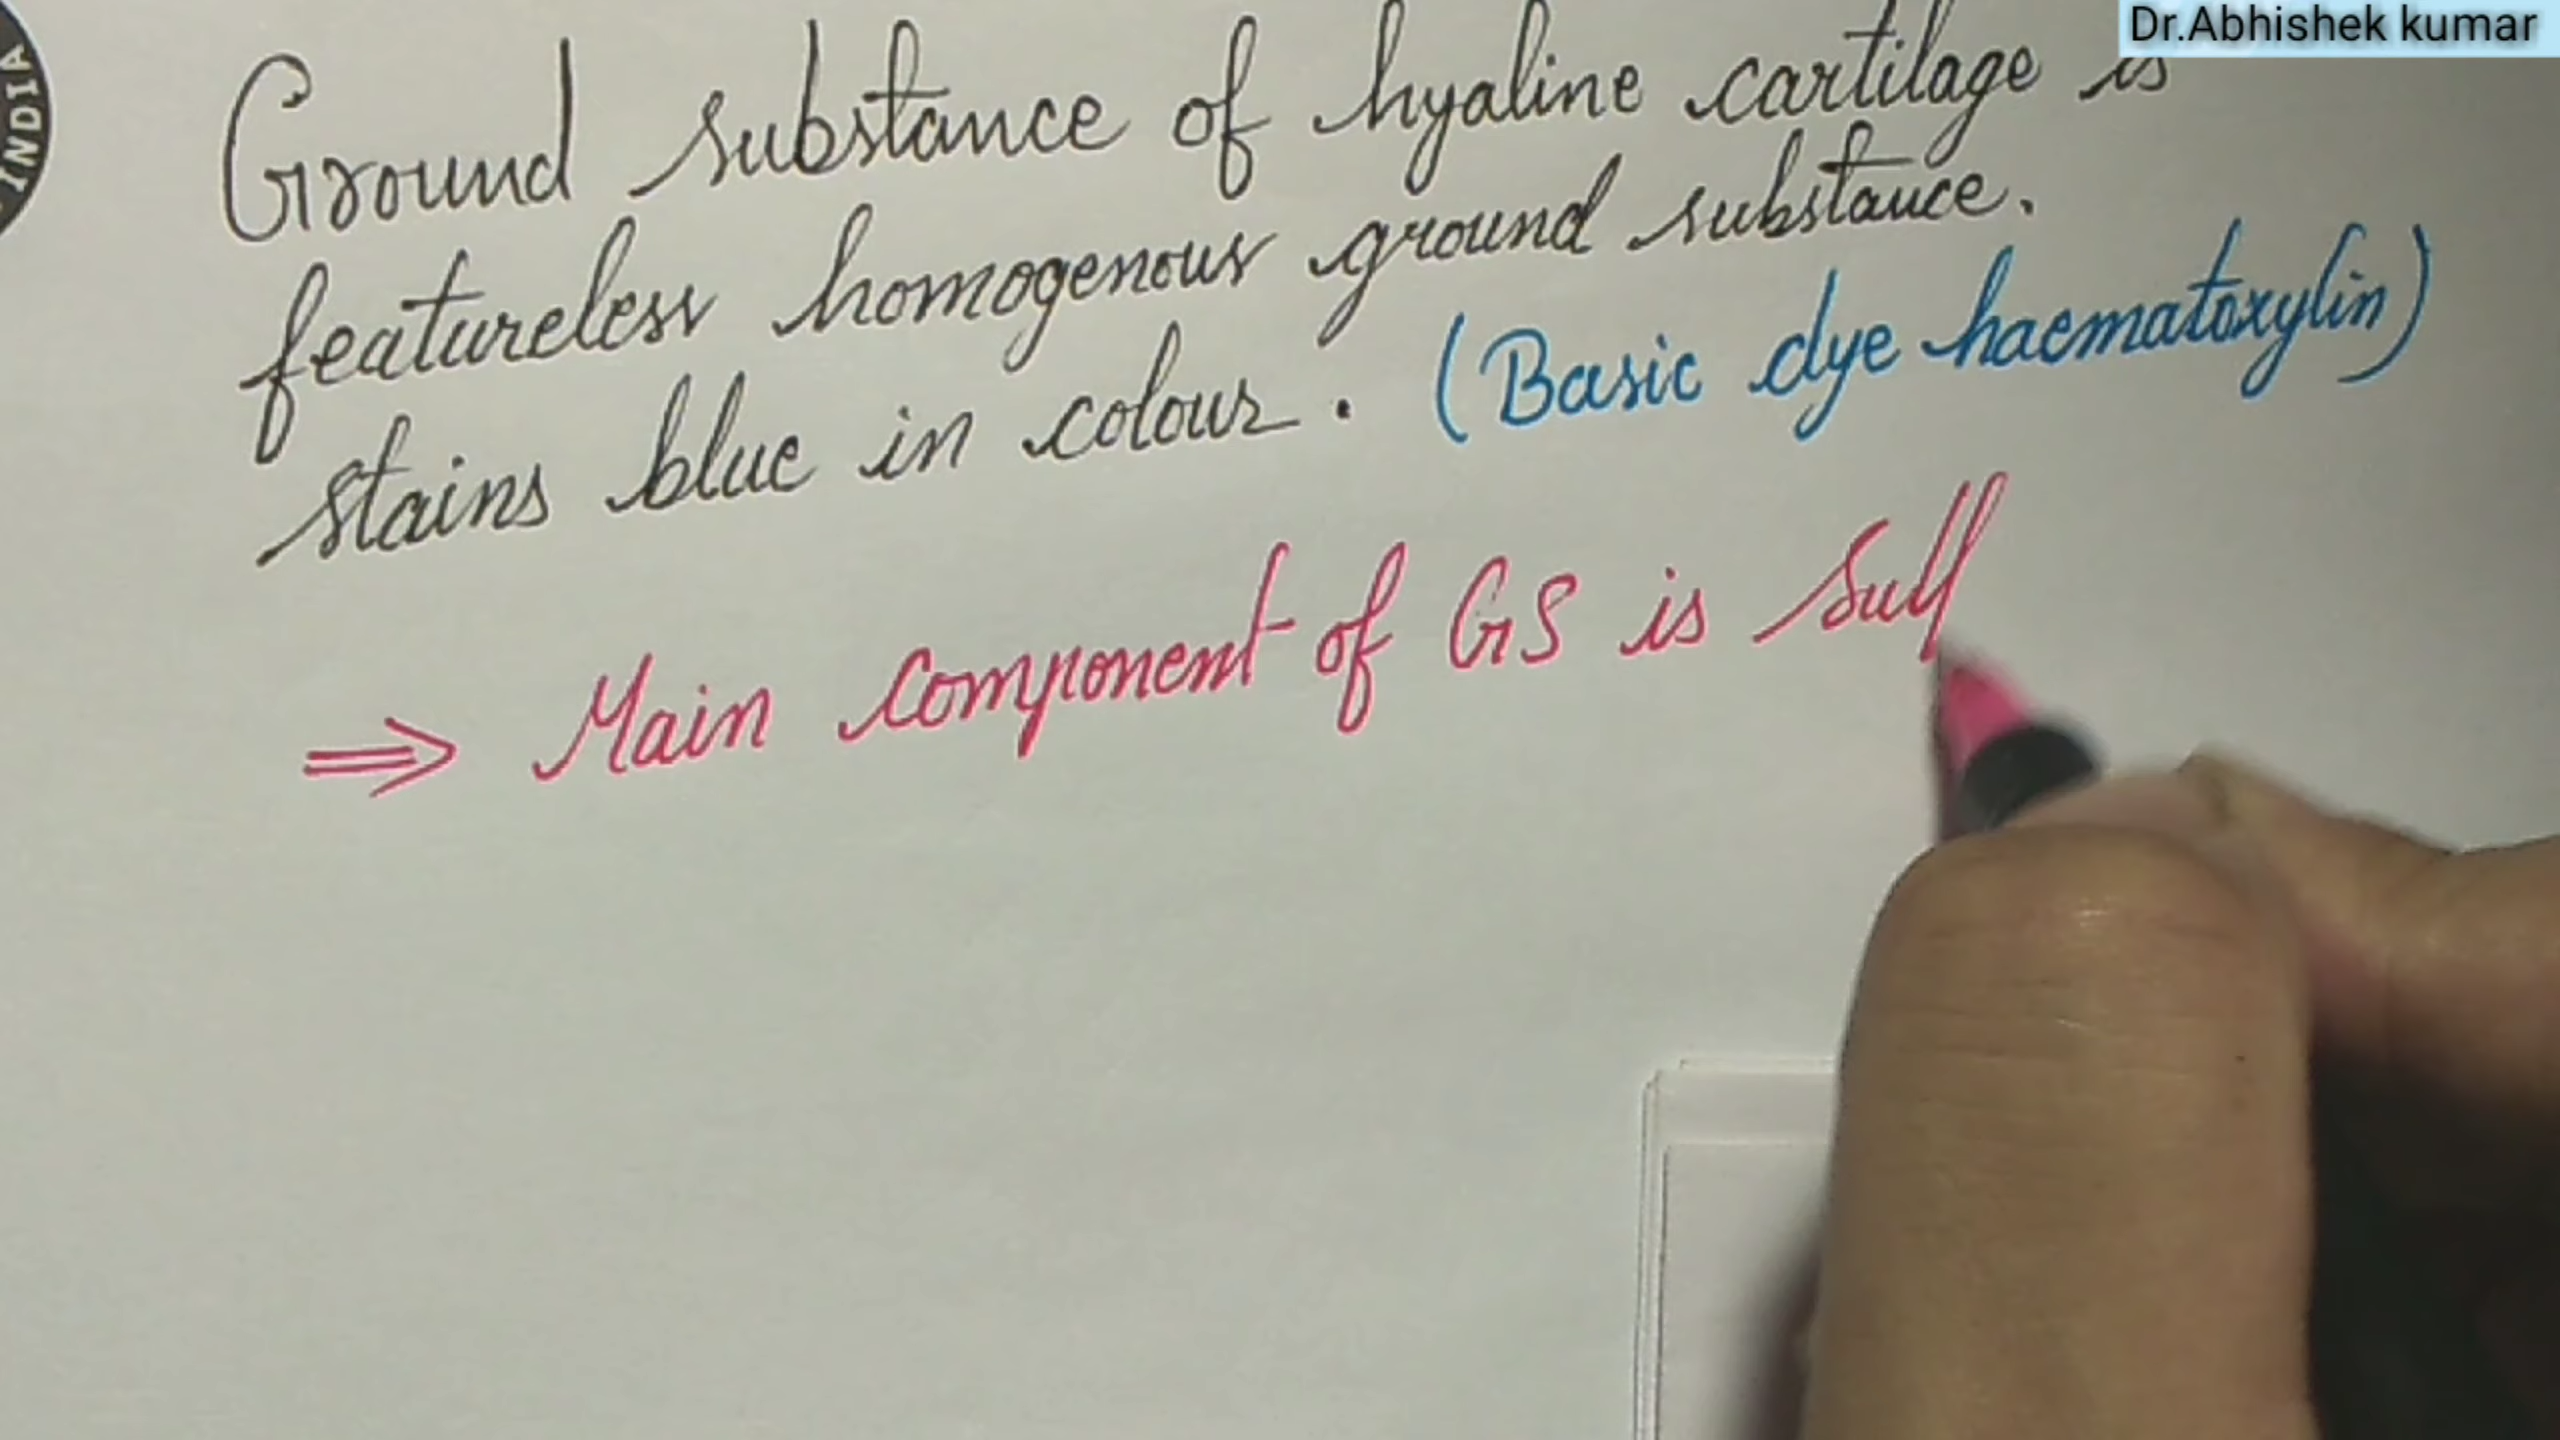 Dr.Abhishek kumar
INDIA
Ground substance of hyaline cartilage is
featureless homogenous ground substance.
stains blue in colour. (Basic dye haematoxylin)
⇒ Main component of GS is Sulf